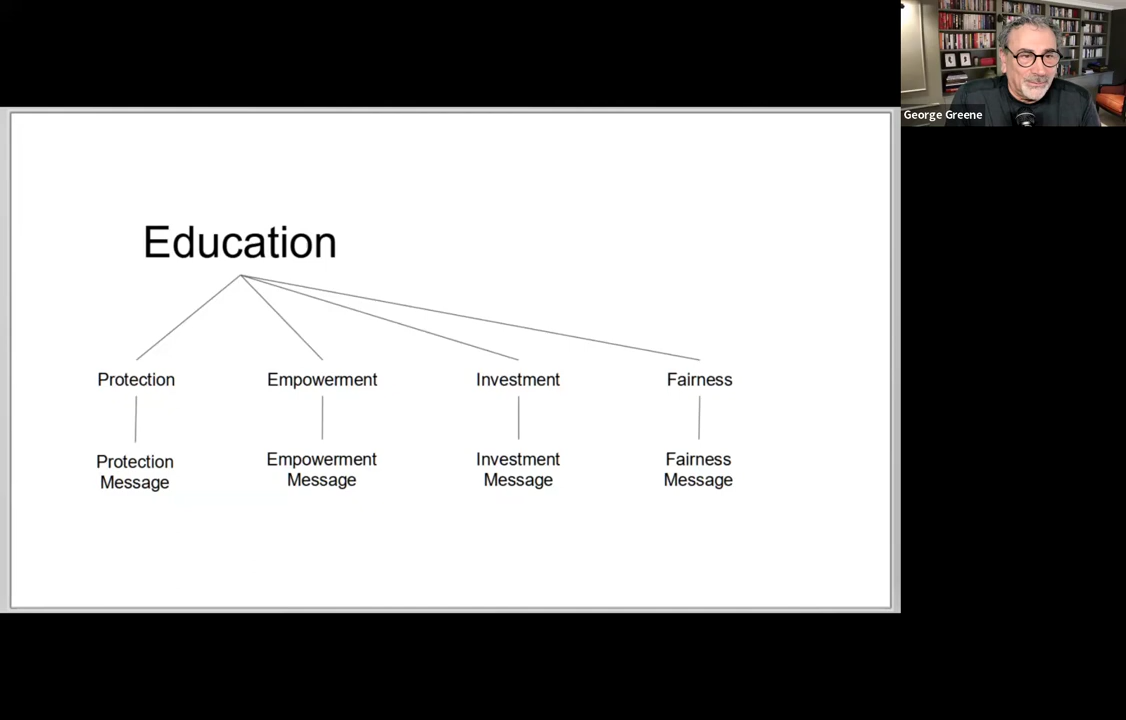 George Greene
Education
Protection
Empowerment
Investment
Fairness
Protection
Message
Empowerment
Message
Investment
Message
Fairness
Message